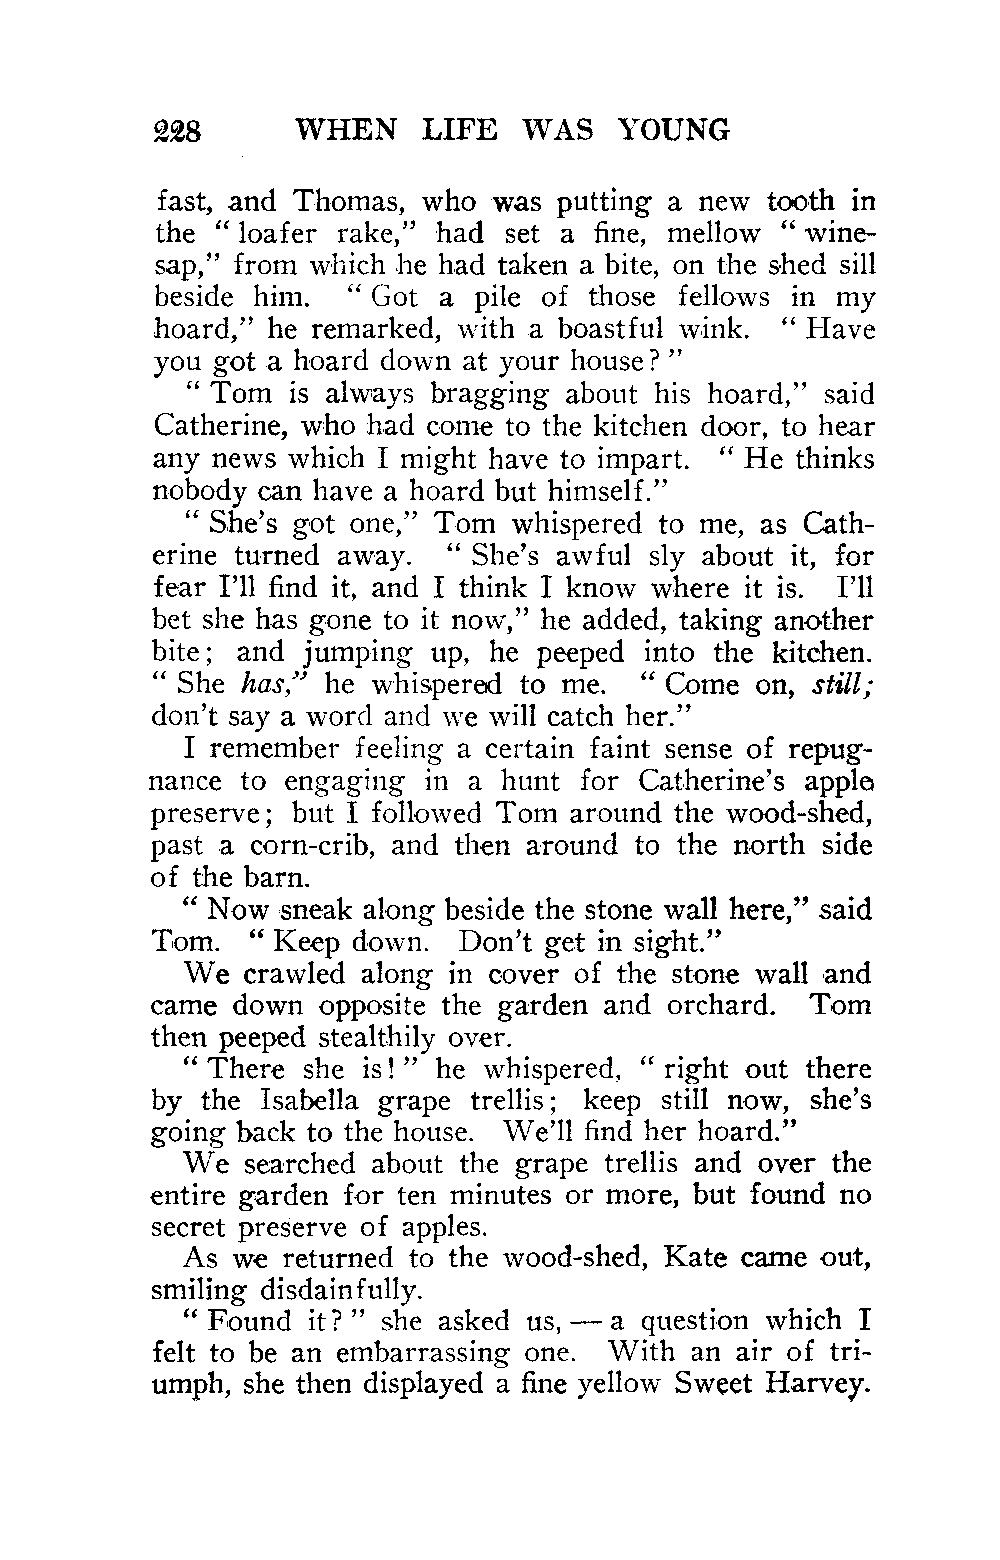 228 WHEN LIFE WAS YOUNG
fast, and Thomas, who was putting a new tooth in
the “ loafer rake,” had set a fine, mellow “ wine-
sap,” from which he had taken a bite, on the shed sill
beside him. “ Got a pile of those fellows in my
hoard,” he remarked, with a boastful wink. “ Have
you got a hoard down at your house? ”
“ Tom is always bragging about his hoard,” said
Catherine, who had come to the kitchen door, to hear
any news which I might have to impart. “ He thinks
nobody can have a hoard but himself.”
“ She’s got one,” Tom whispered to me, as Cath-
erine turned away. “ She’s awful sly about it, for
fear I’ll find it, and I think I know where it is. I’ll
bet she has gone to it now,” he added, taking another
bite; and jumping up, he peeped into the kitchen.
“ She has,” he whispered to me. “ Come on, still;
don’t say a word and we will catch her.”
I remember feeling a certain faint sense of repug-
nance to engaging in a hunt for Catherine’s apple
preserve; but I followed Tom around the wood-shed,
past a corn-crib, and then around to the north side
of the barn.
“ Now sneak along beside the stone wall here,” said
Tom. “ Keep down. Don’t get in sight.”
We crawled along in cover of the stone wall and
came down opposite the garden and orchard. Tom
then peeped stealthily over.
“ There she is! ” he whispered, “ right out there
by the Isabella grape trellis; keep still now, she’s
going back to the house. We’ll find her hoard.”
We searched about the grape trellis and over the
entire garden for ten minutes or more, but found no
secret preserve of apples.
As we returned to the wood-shed, Kate came out,
smiling disdainfully.
“ Found it? ” she asked us, — a question which I
felt to be an embarrassing one. With an air of tri-
umph, she then displayed a fine yellow Sweet Harvey.